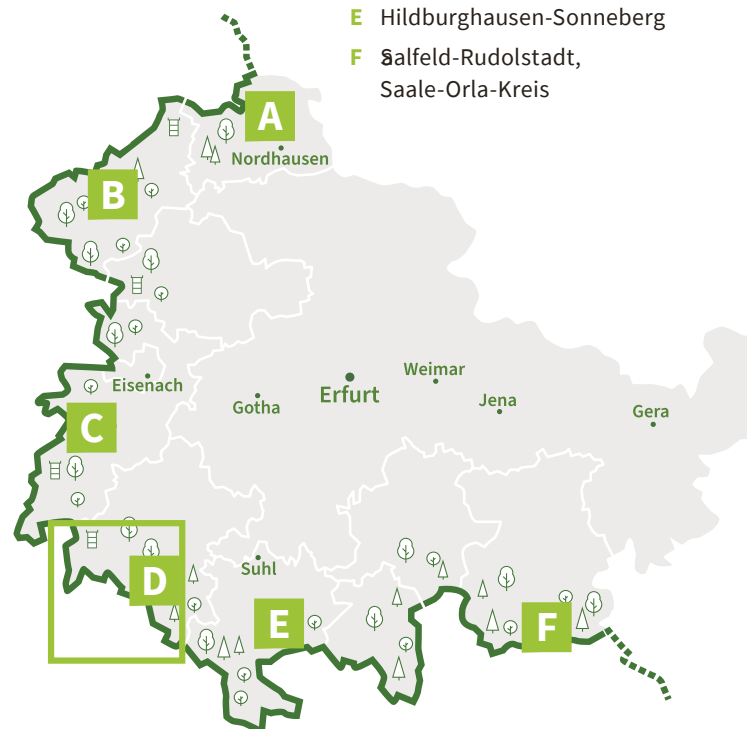 E Hildburghausen-Sonneberg
F Saalfeld-Rudolstadt,
Saale-Orla-Kreis
A
Nordhausen
B
Weimar
Eisenach
Erfurt
Jena
Gotha
Gera
C
Suhl
D
E
F